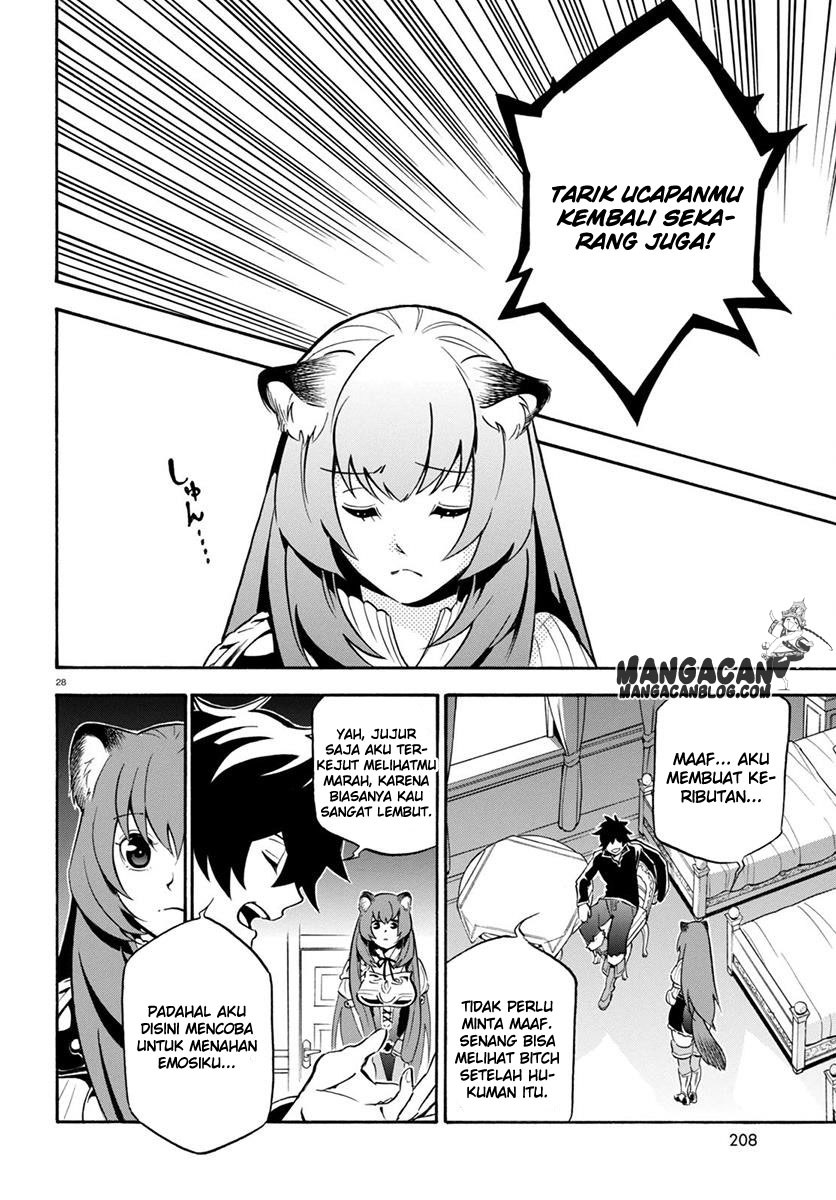 TARIK UCAPANMU
KEMBALI SEKA-
RANG JUGA!
しゅん…
MANGACAN
MANGACANBLOG.COM
28
MAAF... AKU
MEMBUAT KE-
RIBUTAN...
TIDAK PERLU
MINTA MAAF.
SENANG BISA
MELIHAT BITCH
SETELAH HU-
KUMAN ITU.
YAH, JUJUR
SAJA AKU TER-
KEJUT MELIHATMU
MARAH, KARENA
BIASANYA KAU
SANGAT LEMBUT.
PADAHAL AKU
DISINI MENCOBA
UNTUK MENAHAN
EMOSIKU...
208